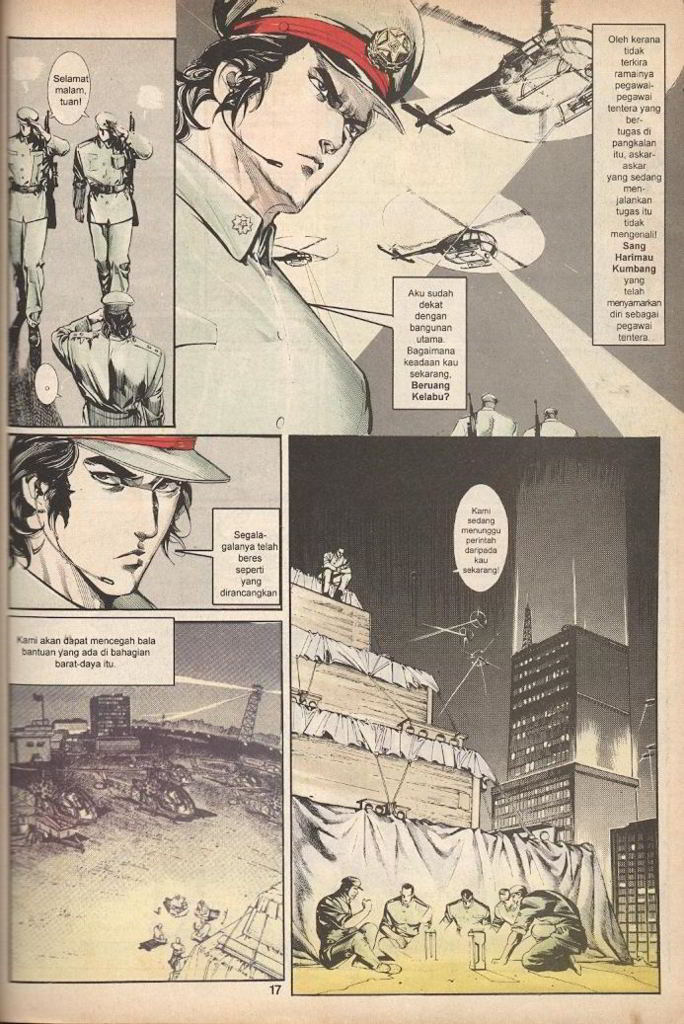 Selamat
malam,
tuan!
Oleh kerana
tidak
terkira
ramainya
pegawai-
pegawai
tentera yang
ber-
tugas di
pangkalan
itu, askar-
askar
yang sedang
men-
jalankan
tugas itu
tidak
mengenali!
Sang
Harimau
Kumbang
yang
telah
menyamarkan
diri sebagai
pegawai
tentera.
Aku sudah
dekat
dengan
bangunan
utama.
Bagaimana
keadaan kau
sekarang,
Beruang
Kelabu?
Segala-
galanya telah
beres
seperti
yang
dirancangkan
Kami
sedang
menunggu
perintah
daripada
kau
sekarang!
Kami akan dapat mencegah bala
bantuan yang ada di bahagian
barat-daya itu.
17